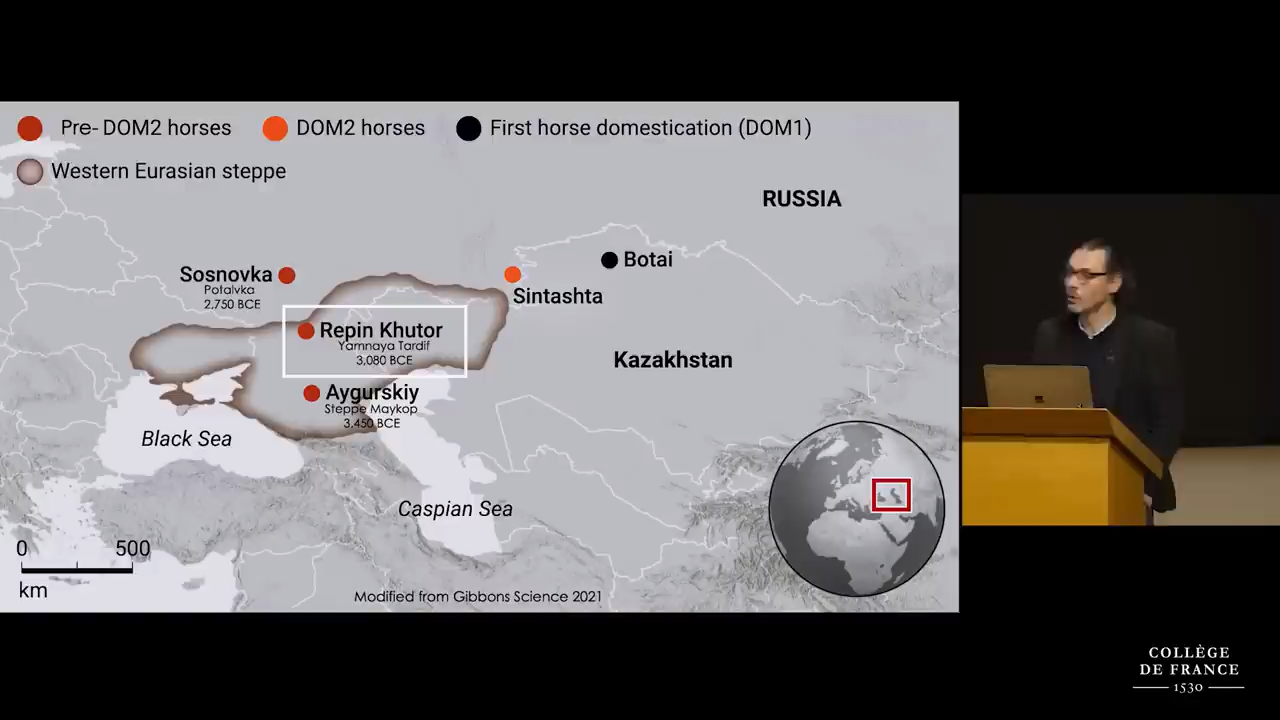 Pre- DOM2 horses
DOM2 horses
First horse domestication (DOM1)
Western Eurasian steppe
RUSSIA
Botai
Sosnovka
Potalvka
2,750 BCE
Sintashta
Repin Khutor
Yamnaya Tardif
3,080 BCE
Kazakhstan
Aygurskiy
Steppe Maykop
3,450 BCE
Black Sea
Caspian Sea
0 500
km
Modified from Gibbons Science 2021
COLLÈGE
DE FRANCE
1530